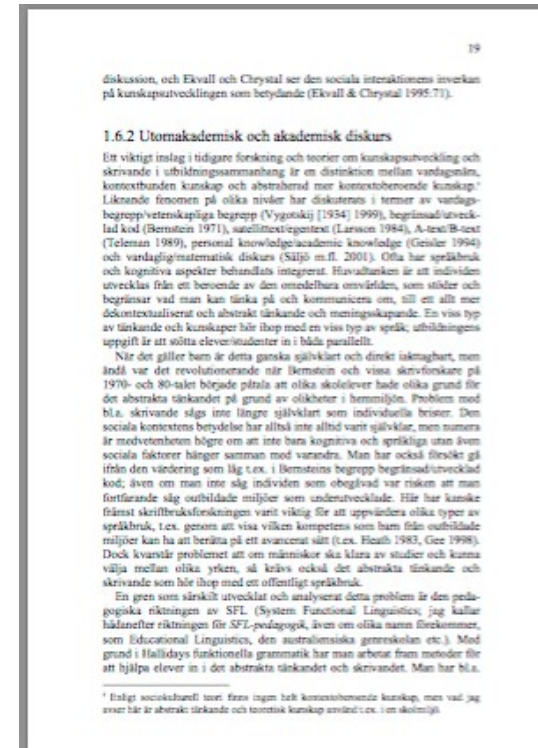 19
diskussion, och Ekvall och Chrystal ser den sociala interaktionens inverkan
på kunskapsutvecklingen som betydande (Ekvall & Chrystal 1995:71).
1.6.2 Utomakademisk och akademisk diskurs
Ett viktigt inslag i tidigare forskning och teorier om kunskapsutveckling och
skrivande i utbildningssammanhang är en distinktion mellan vardagsnära,
kontextbunden kunskap och abstraherad mer kontextoberoende kunskap.⁹
Liknande fenomen på olika nivåer har diskuterats i termer av vardags-
begrepp/vetenskapliga begrepp (Vygotskij [1934] 1999), begränsad/utveck-
lad kod (Bernstein 1971), satellittext/egentext (Larsson 1984), A-text/B-text
(Teleman 1989), personal knowledge/academic knowledge (Geisler 1994)
och vardaglig/matematisk diskurs (Säljö m.fl. 2001). Ofta har språkbruk
och kognitiva aspekter behandlats integrerat. Huvudtanken är att individen
utvecklas från ett beroende av den omedelbara omvärlden, som stöder och
begränsar vad man kan tänka på och kommunicera om, till ett allt mer
dekontextualiserat och abstrakt tänkande och meningsskapande. En viss typ
av tänkande och kunskaper hör ihop med en viss typ av språk; utbildningens
uppgift är att stötta elever/studenter in i båda parallellt.
När det gäller barn är detta ganska självklart och direkt iakttagbart, men
ändå var det revolutionerande när Bernstein och vissa skrivforskare på
1970- och 80-talet började påtala att olika skolelever hade olika grund för
det abstrakta tänkandet på grund av olikheter i hemmiljön. Problem med
bl.a. skrivande sågs inte längre självklart som individuella brister. Den
sociala kontextens betydelse har alltså inte alltid varit självklar, men numera
är medvetenheten högre om att inte bara kognitiva och språkliga utan även
sociala faktorer hänger samman med varandra. Man har också försökt gå
ifrån den värdering som låg t.ex. i Bernsteins begrepp begränsad/utvecklad
kod; även om man inte såg individen som obegåvad var risken att man
fortfarande såg outbildade miljöer som underutvecklade. Här har kanske
främst skriftbruksforskningen varit viktig för att uppvärdera olika typer av
språkbruk, t.ex. genom att visa vilken kompetens som barn från outbildade
miljöer kan ha att berätta på ett avancerat sätt (t.ex. Heath 1983, Gee 1998).
Dock kvarstår problemet att om människor ska klara av studier och kunna
välja mellan olika yrken, så krävs också det abstrakta tänkande och
skrivande som hör ihop med ett offentligt språkbruk.
En gren som särskilt utvecklat och analyserat detta problem är den peda-
gogiska riktningen av SFL (System Functional Linguistics; jag kallar
hädanefter riktningen för SFL-pedagogik, även om olika namn förekommer,
som Educational Linguistics, den australiensiska genreskolan etc.). Med
grund i Hallidays funktionella grammatik har man arbetat fram metoder för
att hjälpa elever in i det abstrakta tänkandet och skrivandet. Man har bl.a.
Enligt sociokulturell teori finns ingen helt kontextoberoende kunskap, men vad jag
avser här är abstrakt tänkande och teoretisk kunskap använd t.ex. i en skolmiljö.